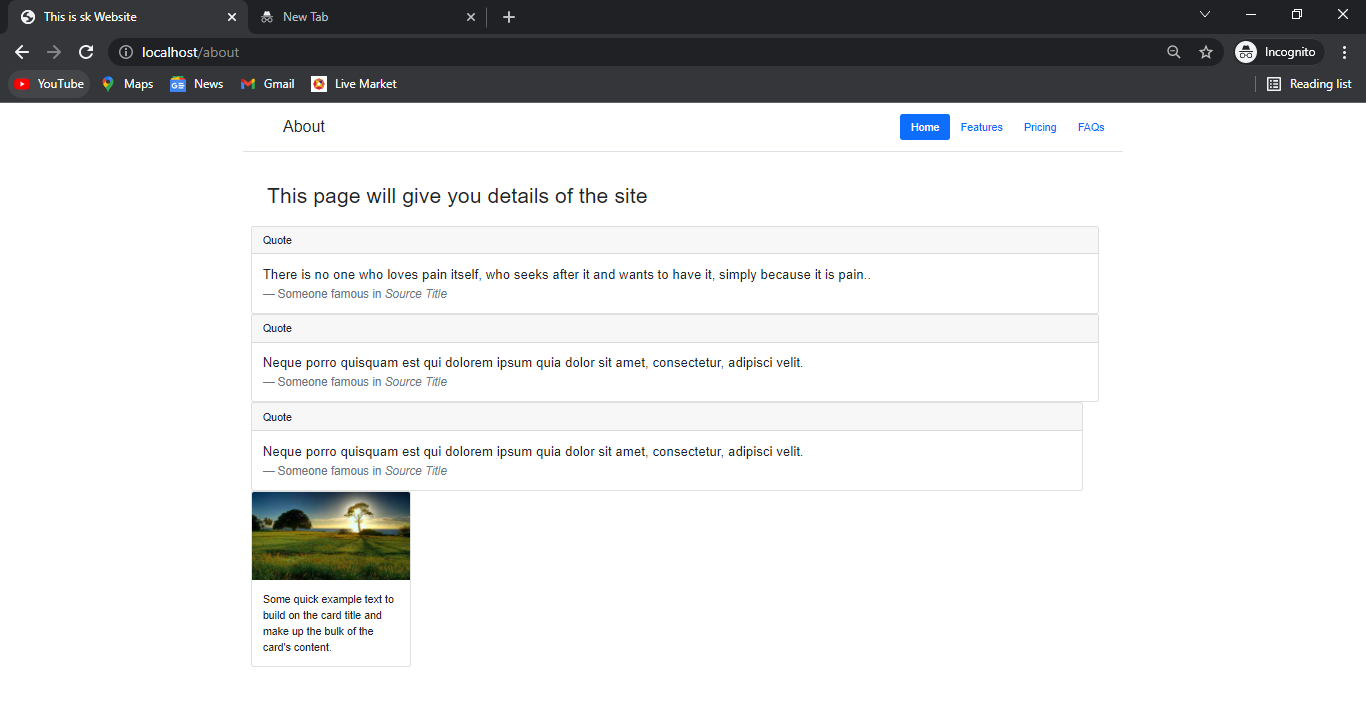 This is sk Website
New Tab
localhost/about
Incognito
YouTube Maps News Gmail Live Market Reading list
About Home Features Pricing FAQs
This page will give you details of the site
Quote
There is no one who loves pain itself, who seeks after it and wants to have it, simply because it is pain..
— Someone famous in Source Title
Quote
Neque porro quisquam est qui dolorem ipsum quia dolor sit amet, consectetur, adipisci velit.
— Someone famous in Source Title
Quote
Neque porro quisquam est qui dolorem ipsum quia dolor sit amet, consectetur, adipisci velit.
— Someone famous in Source Title
Some quick example text to
build on the card title and
make up the bulk of the
card's content.